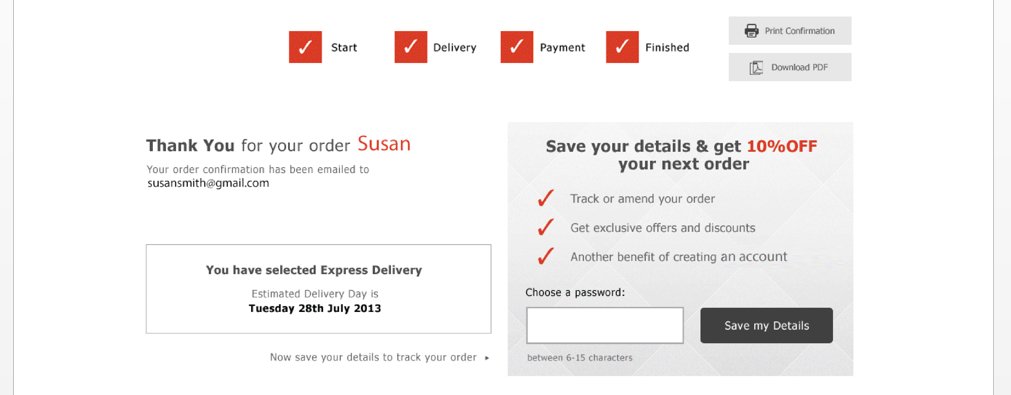 Start
Delivery
Payment
Finished
Print Confirmation
Download PDF
Thank You for your order Susan
Your order confirmation has been emailed to
susansmith@gmail.com
You have selected Express Delivery
Estimated Delivery Day is
Tuesday 28th July 2013
Now save your details to track your order
Save your details & get 10%OFF
your next order
Track or amend your order
Get exclusive offers and discounts
Another benefit of creating an account
Choose a password:
Save my Details
between 6-15 characters